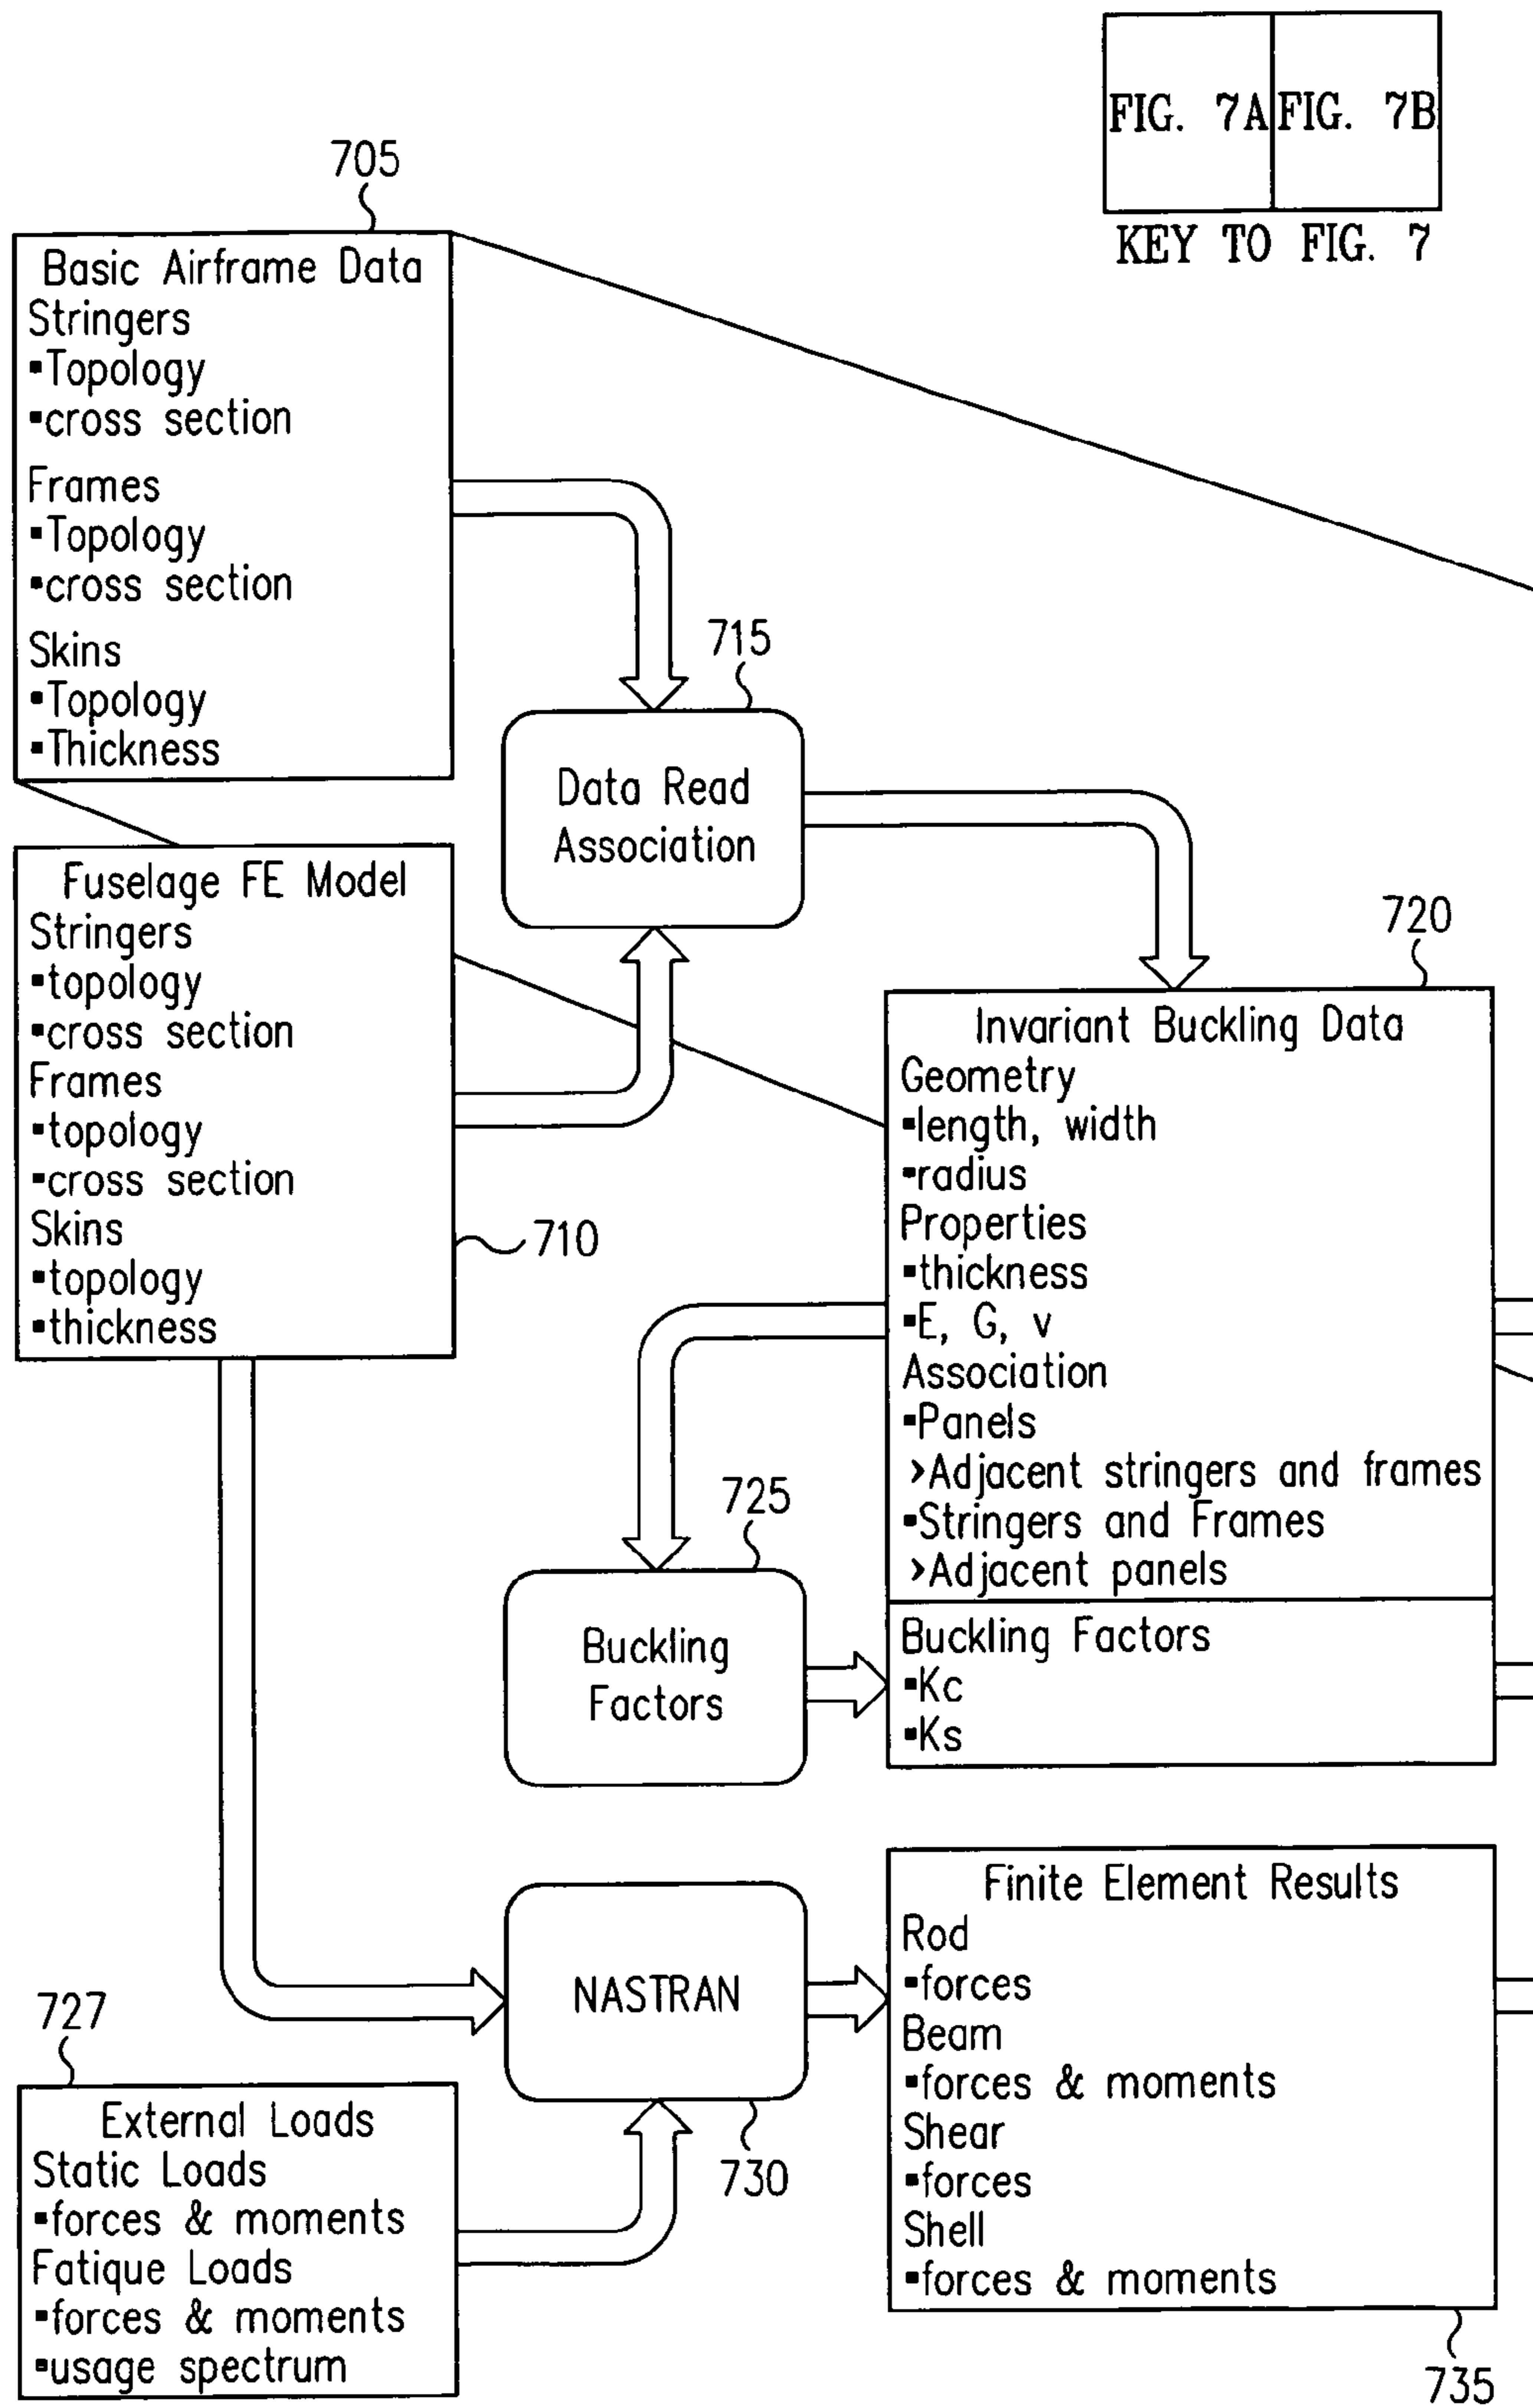 FIG. 7A
FIG. 7B
KEY TO FIG. 7
705
Basic Airframe Data
Stringers
▪Topology
▪cross section
Frames
▪Topology
▪cross section
Skins
▪Topology
▪Thickness
715
Data Read
Association
Fuselage FE Model
Stringers
▪topology
▪cross section
Frames
▪topology
▪cross section
Skins
▪topology
▪thickness
710
720
Invariant Buckling Data
Geometry
▪length, width
▪radius
Properties
▪thickness
▪E, G, v
Association
▪Panels
>Adjacent stringers and frames
▪Stringers and Frames
>Adjacent panels
Buckling Factors
▪Kc
▪Ks
725
Buckling
Factors
NASTRAN
730
727
External Loads
Static Loads
▪forces & moments
Fatique Loads
▪forces & moments
▪usage spectrum
Finite Element Results
Rod
▪forces
Beam
▪forces & moments
Shear
▪forces
Shell
▪forces & moments
735